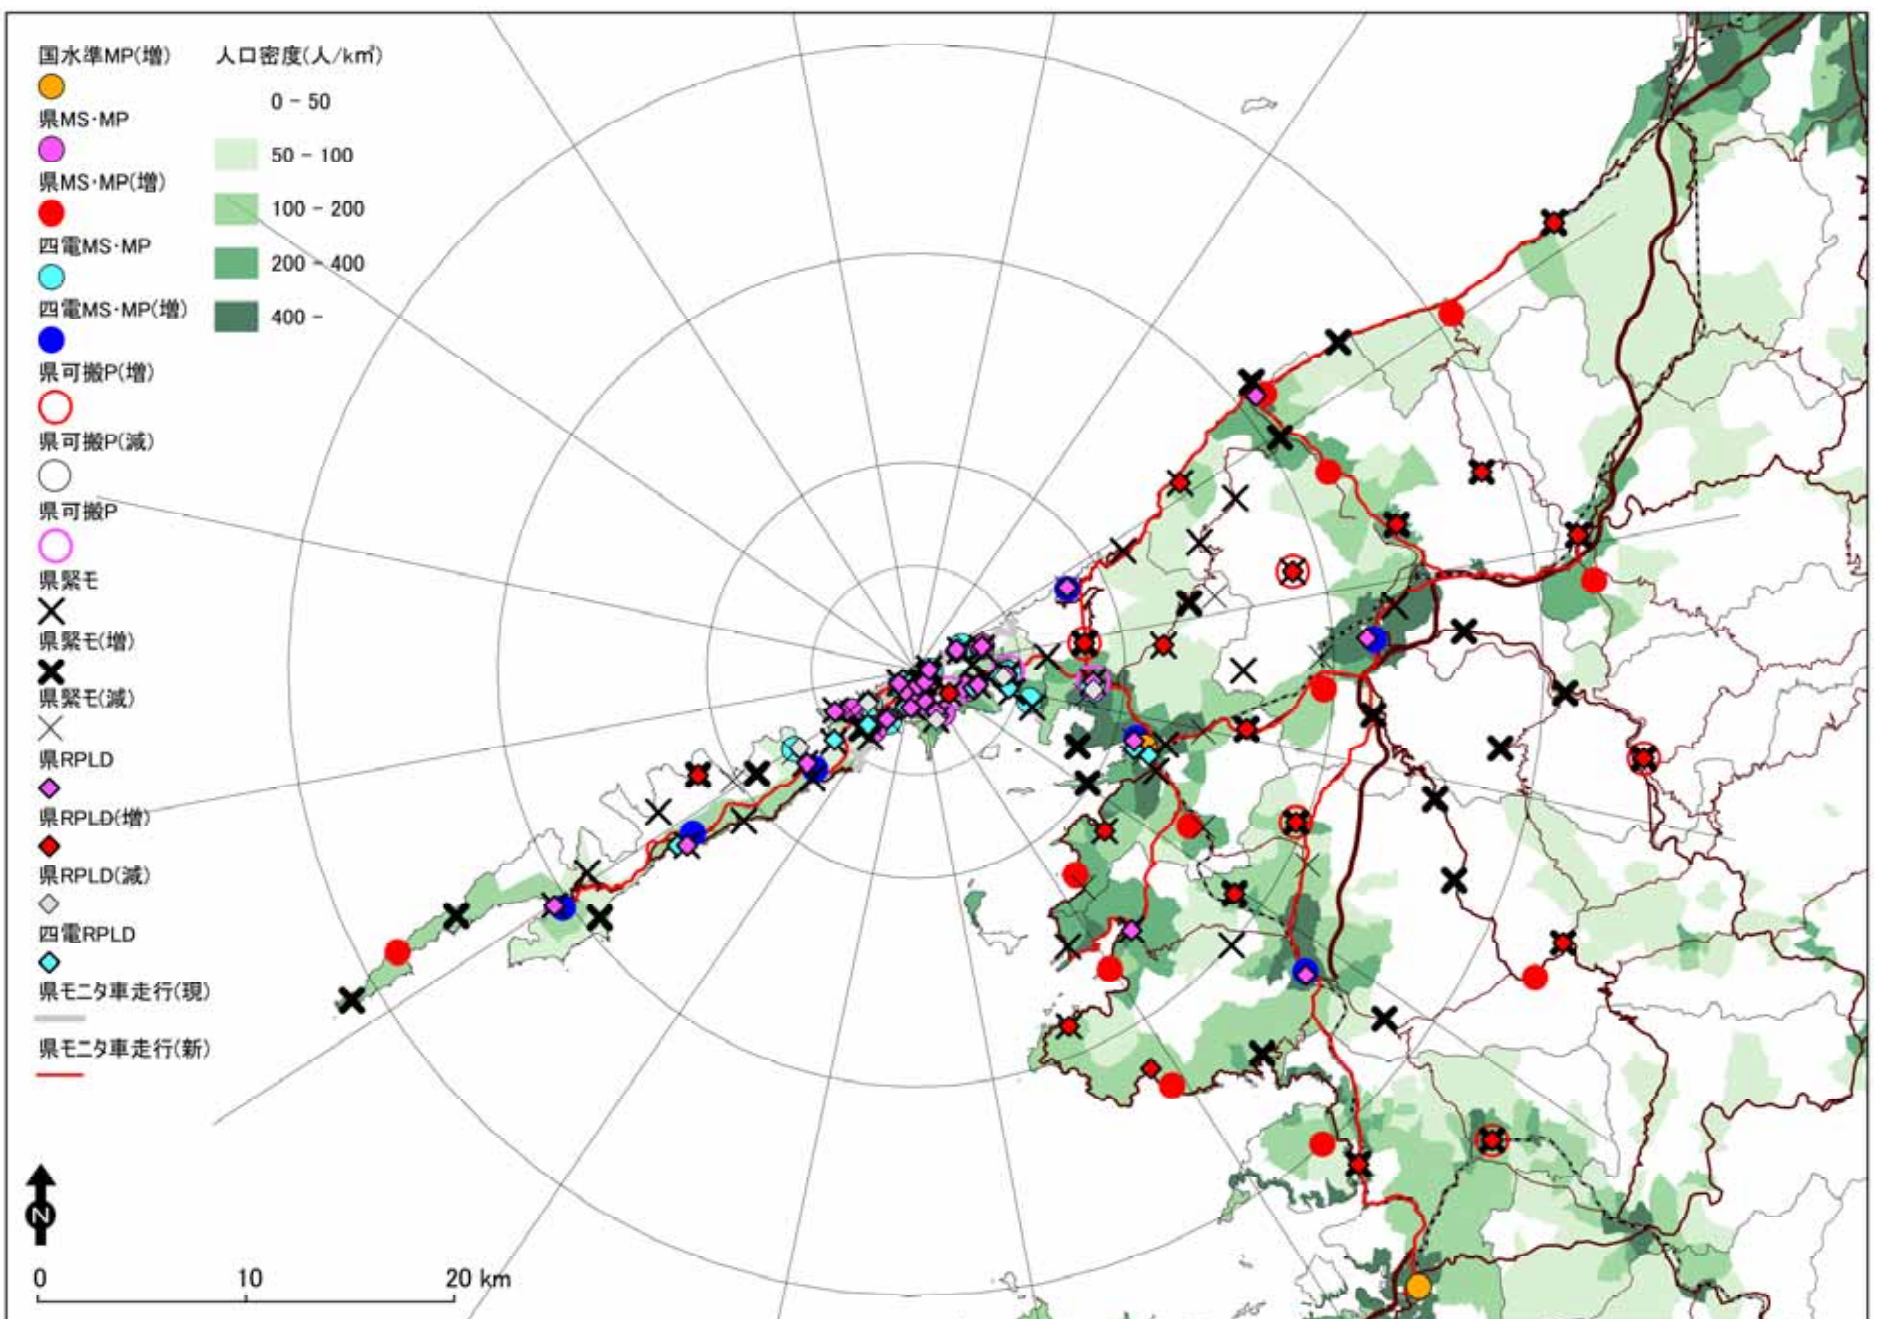 国水準MP(増)
県MS・MP
県MS・MP(増)
四電MS・MP
四電MS・MP(増)
県可搬P(増)
県可搬P(減)
県可搬P
県緊モ
県緊モ(増)
県緊モ(減)
県RPLD
県RPLD(増)
県RPLD(減)
四電RPLD
県モニタ車走行(現)
県モニタ車走行(新)
人口密度(人/k㎡)
0 - 50
50 - 100
100 - 200
200 - 400
400 -
N
0 10 20 km